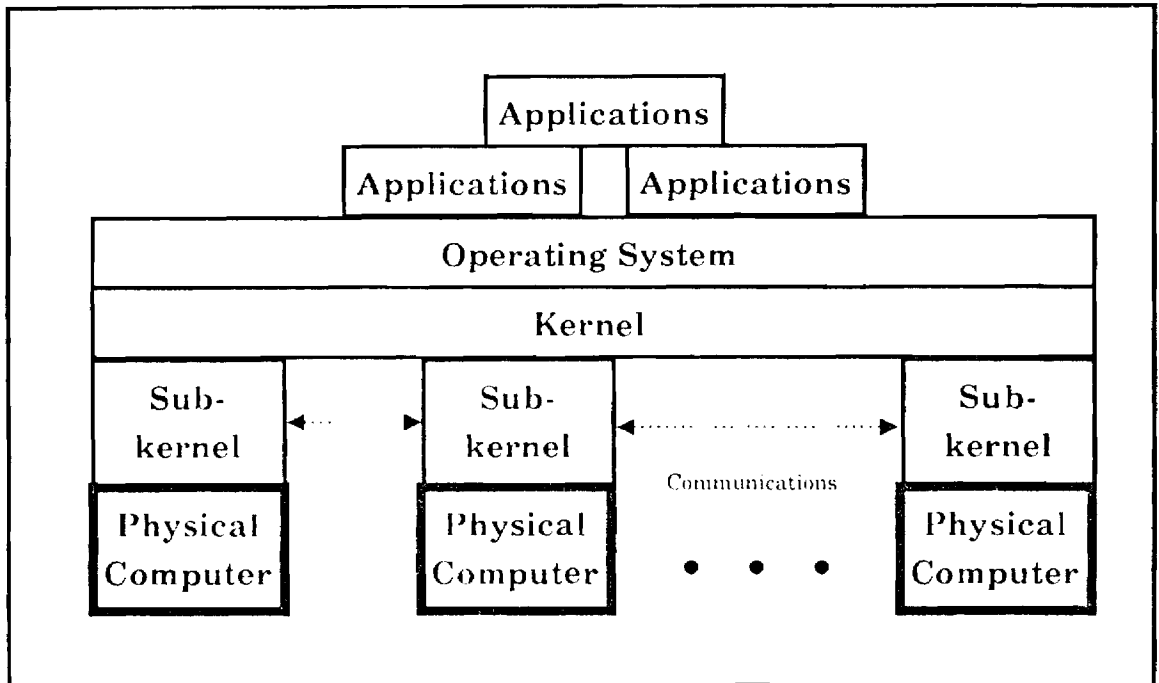 Applications
Applications Applications
Operating System
Kernel
Sub-
kernel
Sub-
kernel
Sub-
kernel
Communications
Physical
Computer
Physical
Computer
Physical
Computer